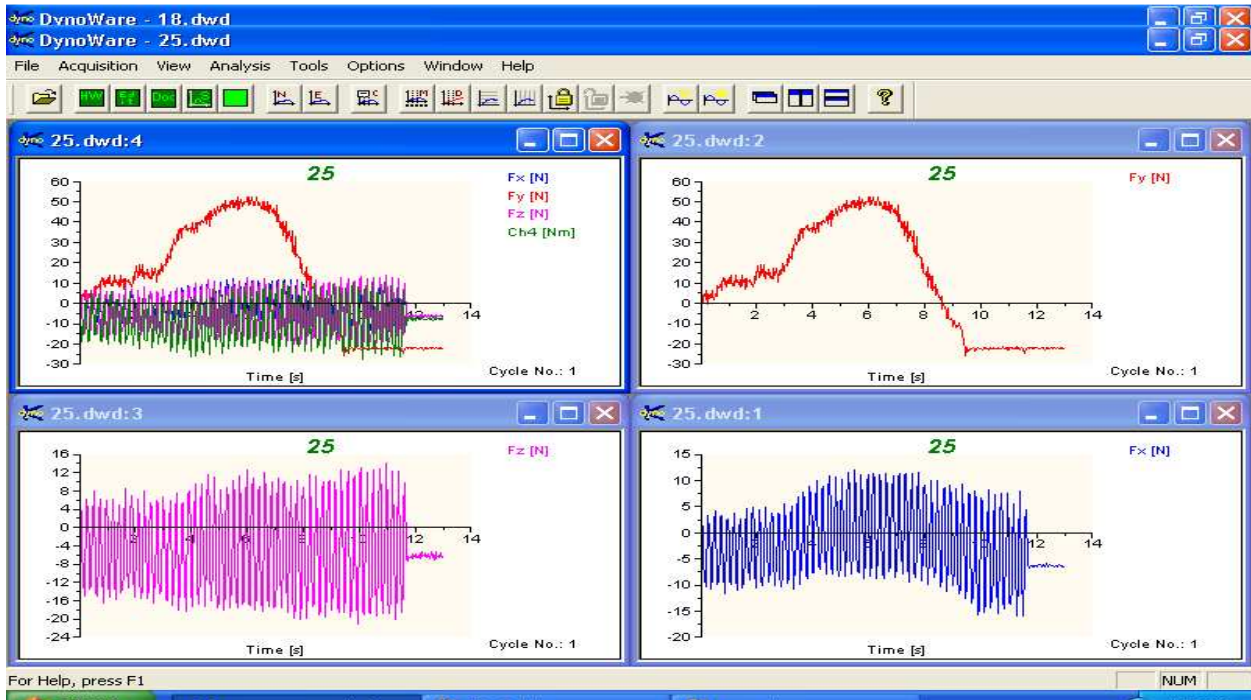 DynoWare - 18.dwd
DynoWare - 25.dwd
File Acquisition View Analysis Tools Options Window Help
25.dwd:4
25
Fx [N]
Fy [N]
Fz [N]
Ch4 [Nm]
60
50
40
30
20
10
0
-10
-20
-30
14
Time [s]
Cycle No.: 1
25.dwd:2
25
Fy [N]
60
50
40
30
20
10
0
-10
-20
-30
2 4 6 8 10 12 14
Time [s]
Cycle No.: 1
25.dwd:3
25
Fz [N]
16
12
8
4
0
-4
-8
-12
-16
-20
-24
12 14
Time [s]
Cycle No.: 1
25.dwd:1
25
Fx [N]
15
10
5
0
-5
-10
-15
-20
12 14
Time [s]
Cycle No.: 1
For Help, press F1
NUM